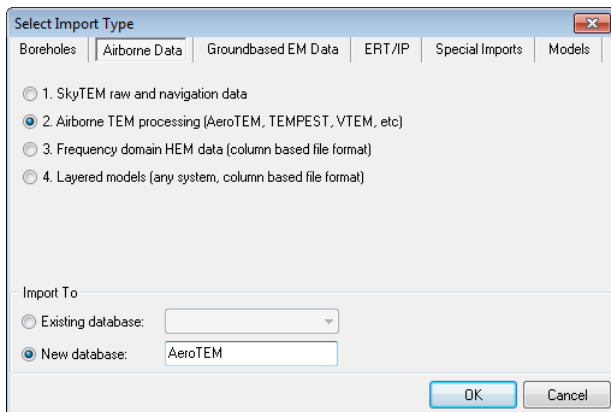 Select Import Type
Boreholes Airborne Data Groundbased EM Data ERT/IP Special Imports Models
1. SkyTEM raw and navigation data
2. Airborne TEM processing (AeroTEM, TEMPEST, VTEM, etc)
3. Frequency domain HEM data (column based file format)
4. Layered models (any system, column based file format)
Import To
Existing database:
New database: AeroTEM
OK Cancel